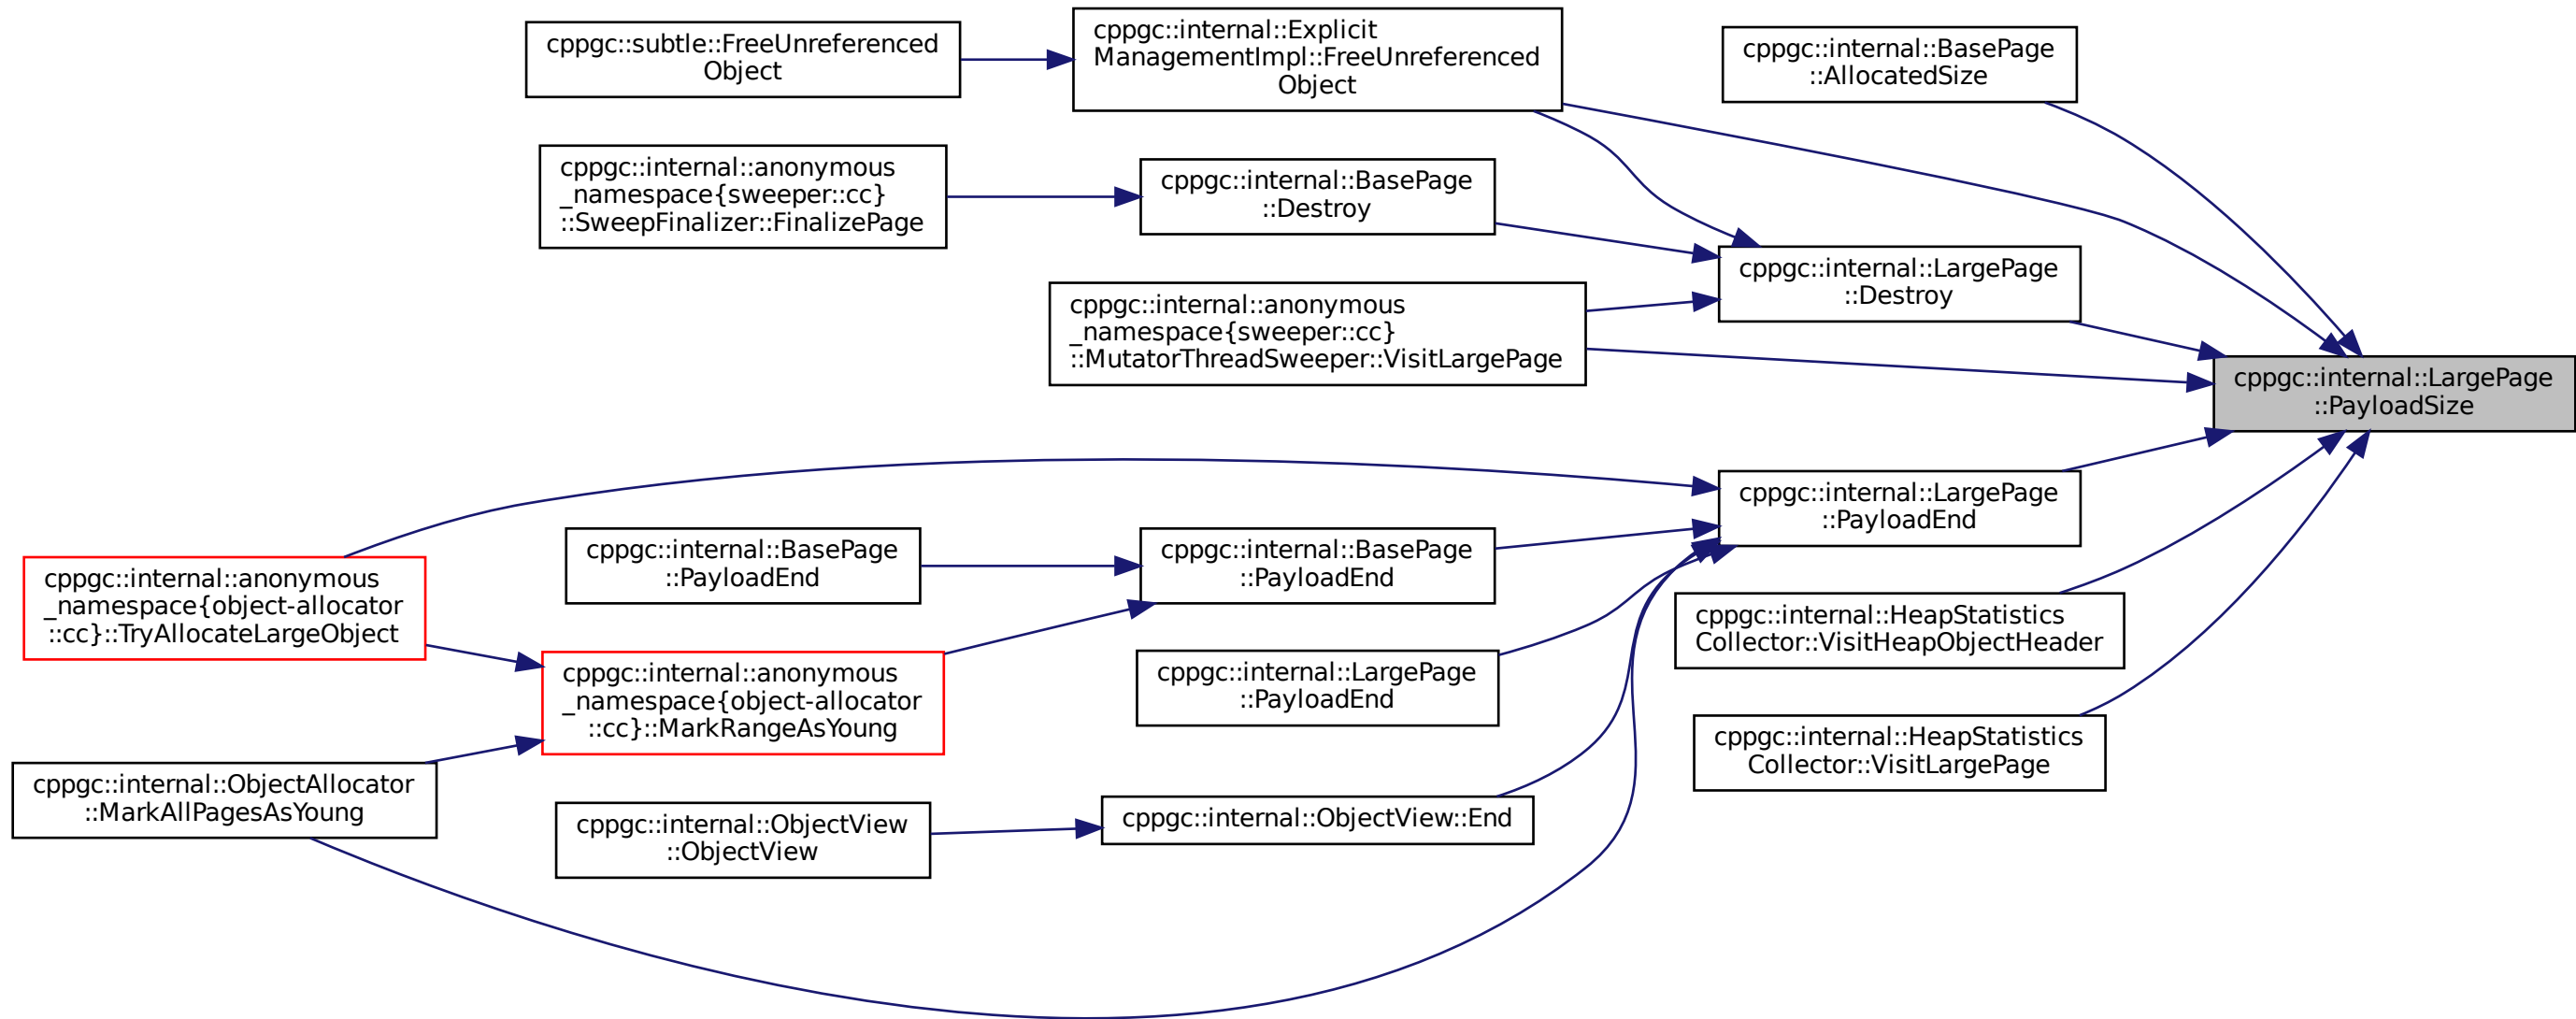 cppgc::subtle::FreeUnreferenced
Object
cppgc::internal::Explicit
ManagementImpl::FreeUnreferenced
Object
cppgc::internal::BasePage
::AllocatedSize
cppgc::internal::anonymous
_namespace{sweeper::cc}
::SweepFinalizer::FinalizePage
cppgc::internal::BasePage
::Destroy
cppgc::internal::LargePage
::Destroy
cppgc::internal::anonymous
_namespace{sweeper::cc}
::MutatorThreadSweeper::VisitLargePage
cppgc::internal::LargePage
::PayloadSize
cppgc::internal::LargePage
::PayloadEnd
cppgc::internal::BasePage
::PayloadEnd
cppgc::internal::BasePage
::PayloadEnd
cppgc::internal::anonymous
_namespace{object-allocator
::cc}::TryAllocateLargeObject
cppgc::internal::HeapStatistics
Collector::VisitHeapObjectHeader
cppgc::internal::anonymous
_namespace{object-allocator
::cc}::MarkRangeAsYoung
cppgc::internal::LargePage
::PayloadEnd
cppgc::internal::HeapStatistics
Collector::VisitLargePage
cppgc::internal::ObjectAllocator
::MarkAllPagesAsYoung
cppgc::internal::ObjectView
::ObjectView
cppgc::internal::ObjectView::End